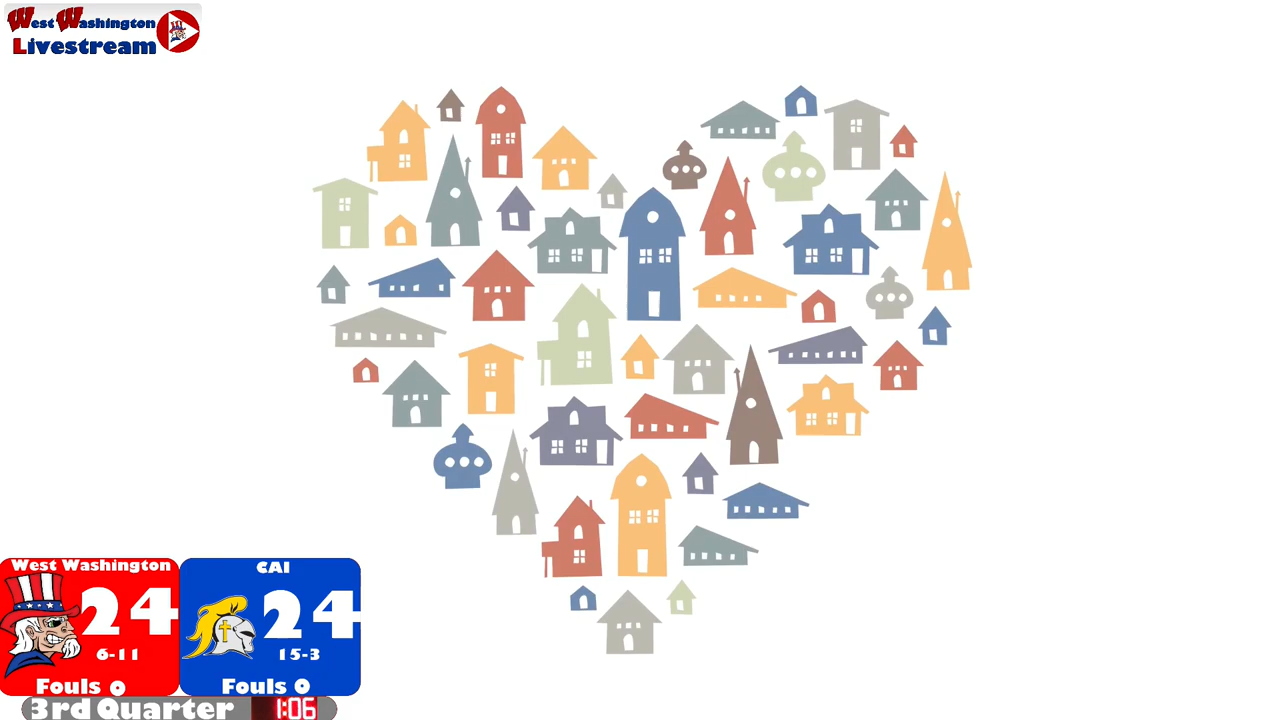 West Washington
Livestream
West Washington
24
6-11
Fouls 0
CAI
24
15-3
Fouls 0
3rd Quarter 1:06